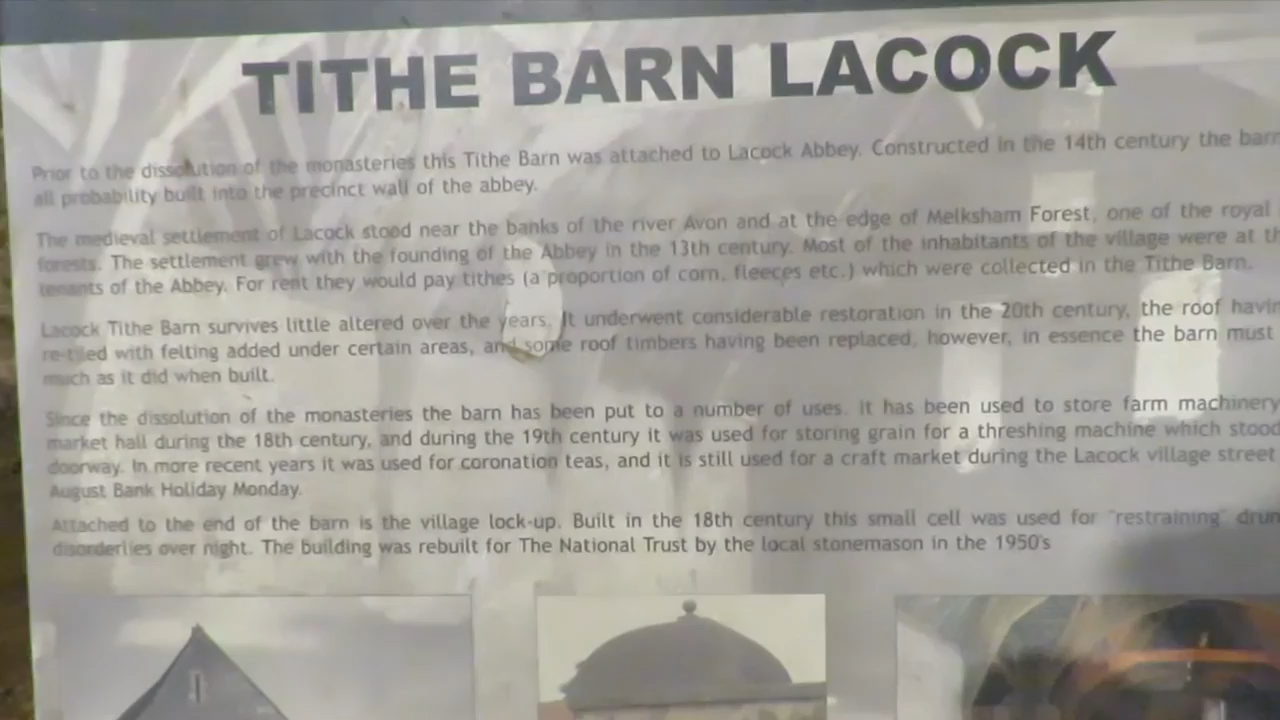 TITHE BARN LACOCK
Prior to the dissolution of the monasteries this Tithe Barn was attached to Lacock Abbey. Constructed in the 14th century the barn
all probability built into the precinct wall of the abbey.
The medieval settlement of Lacock stood near the banks of the river Avon and at the edge of Melksham Forest, one of the royal
forests. The settlement grew with the founding of the Abbey in the 13th century. Most of the inhabitants of the village were at
tenants of the Abbey. For rent they would pay tithes (a proportion of corn, fleeces etc.) which were collected in the Tithe Barn.
Lacock Tithe Barn survives little altered over the years. It underwent considerable restoration in the 20th century, the roof
re-tiled with felting added under certain areas, and some roof timbers having been replaced, however, in essence the barn must
much as it did when built.
Since the dissolution of the monasteries the barn has been put to a number of uses. It has been used to store farm machinery
market hall during the 18th century, and during the 19th century it was used for storing grain for a threshing machine which stood
doorway. In more recent years it was used for coronation teas, and it is still used for a craft market during the Lacock village street
August Bank Holiday Monday.
Attached to the end of the barn is the village lock-up. Built in the 18th century this small cell was used for "restraining"
disorderlies over night. The building was rebuilt for The National Trust by the local stonemason in the 1950's